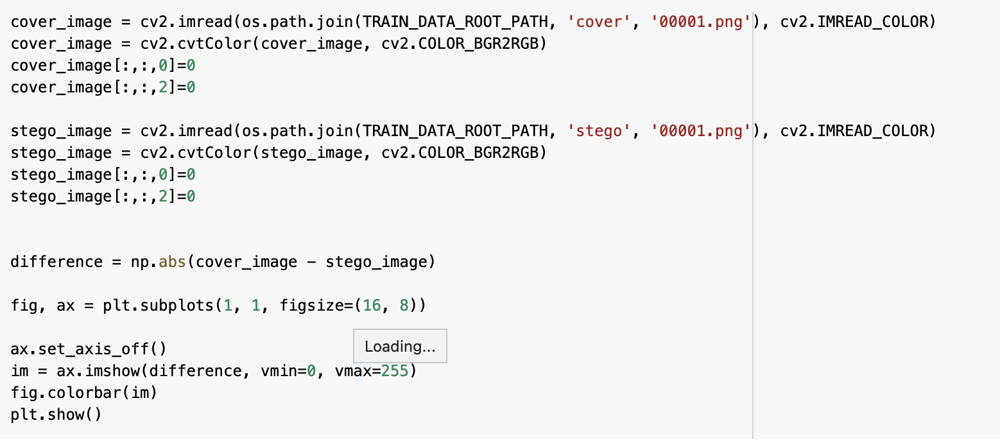 cover_image = cv2.imread(os.path.join(TRAIN_DATA_ROOT_PATH, 'cover', '00001.png'), cv2.IMREAD_COLOR)
cover_image = cv2.cvtColor(cover_image, cv2.COLOR_BGR2RGB)
cover_image[:,:,0]=0
cover_image[:,:,2]=0
stego_image = cv2.imread(os.path.join(TRAIN_DATA_ROOT_PATH, 'stego', '00001.png'), cv2.IMREAD_COLOR)
stego_image = cv2.cvtColor(stego_image, cv2.COLOR_BGR2RGB)
stego_image[:,:,0]=0
stego_image[:,:,2]=0
difference = np.abs(cover_image - stego_image)
fig, ax = plt.subplots(1, 1, figsize=(16, 8))
ax.set_axis_off()
Loading...
im = ax.imshow(difference, vmin=0, vmax=255)
fig.colorbar(im)
plt.show()